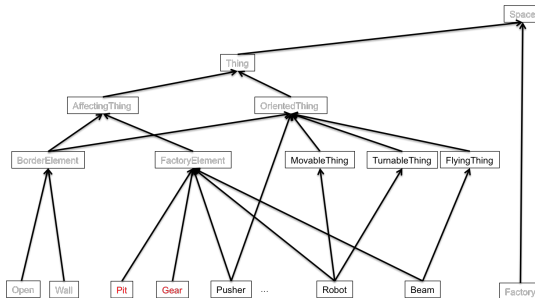 Space
Thing
AffectingThing
OrientedThing
BorderElement
FactoryElement
MovableThing
TurnableThing
FlyingThing
Open
Wall
Pit
Gear
Pusher
...
Robot
Beam
Factory